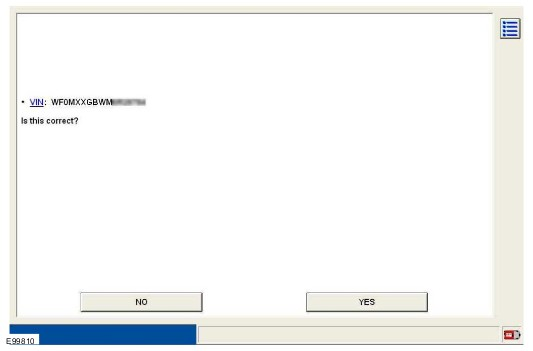 • VIN: WF0MXXGBWM
Is this correct?
NO
YES
E99810